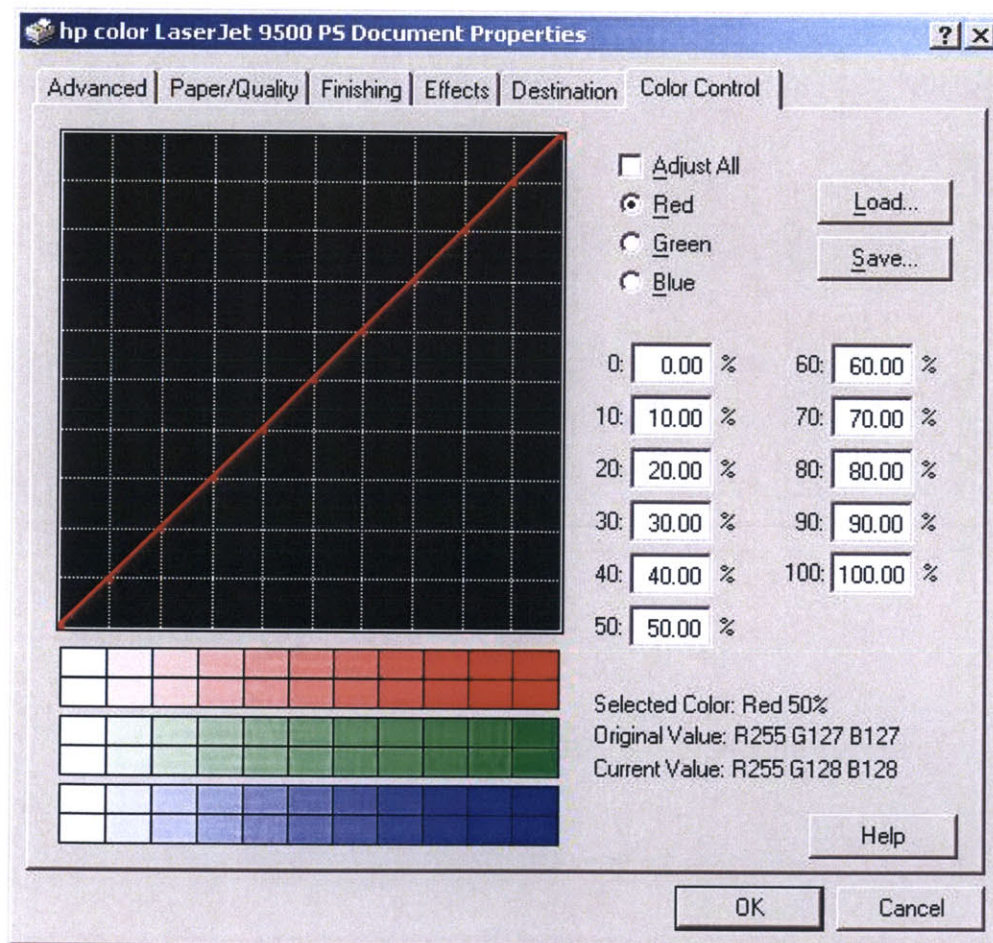 hp color LaserJet 9500 PS Document Properties
? ×
Advanced Paper/Quality Finishing Effects Destination Color Control
Adjust All
Red
Green
Blue
Load...
Save...
0: 0.00 % 60: 60.00 %
10: 10.00 % 70: 70.00 %
20: 20.00 % 80: 80.00 %
30: 30.00 % 90: 90.00 %
40: 40.00 % 100: 100.00 %
50: 50.00 %
Selected Color: Red 50%
Original Value: R255 G127 B127
Current Value: R255 G128 B128
Help
OK Cancel